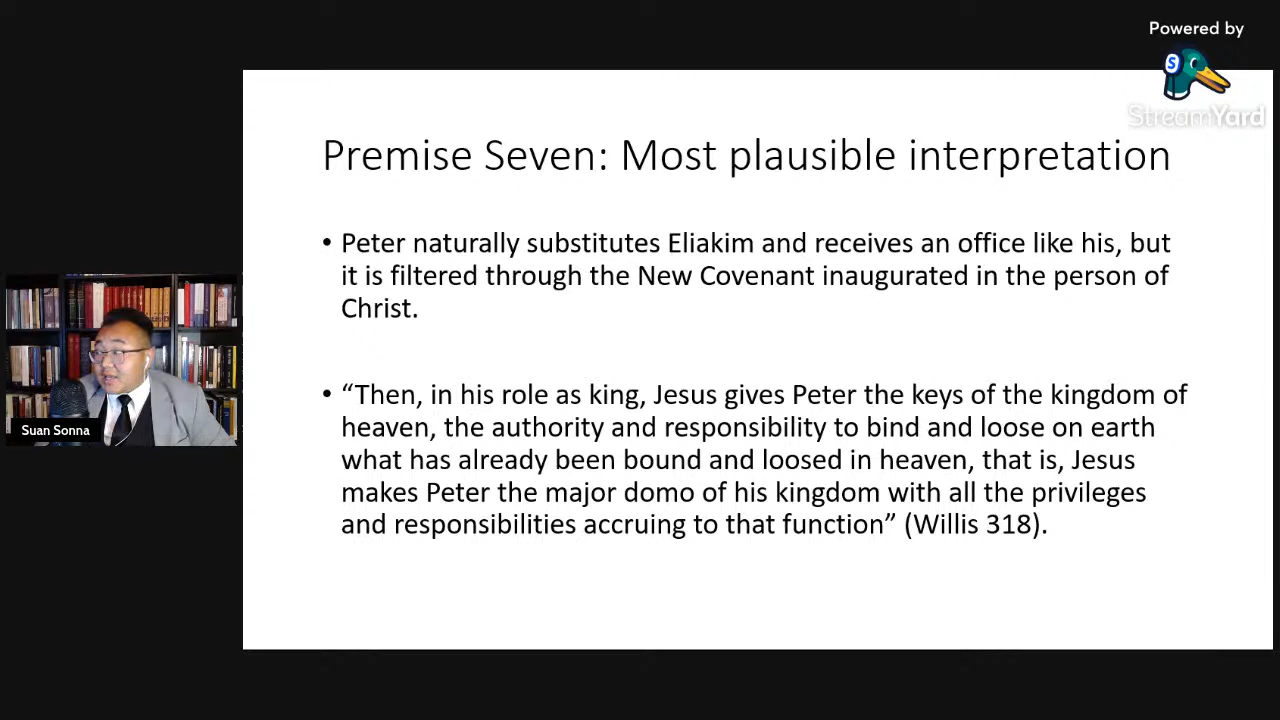 Powered by
StreamYard
Premise Seven: Most plausible interpretation
• Peter naturally substitutes Eliakim and receives an office like his, but
it is filtered through the New Covenant inaugurated in the person of
Christ.
• “Then, in his role as king, Jesus gives Peter the keys of the kingdom of
heaven, the authority and responsibility to bind and loose on earth
what has already been bound and loosed in heaven, that is, Jesus
makes Peter the major domo of his kingdom with all the privileges
and responsibilities accruing to that function” (Willis 318).
Suan Sonna